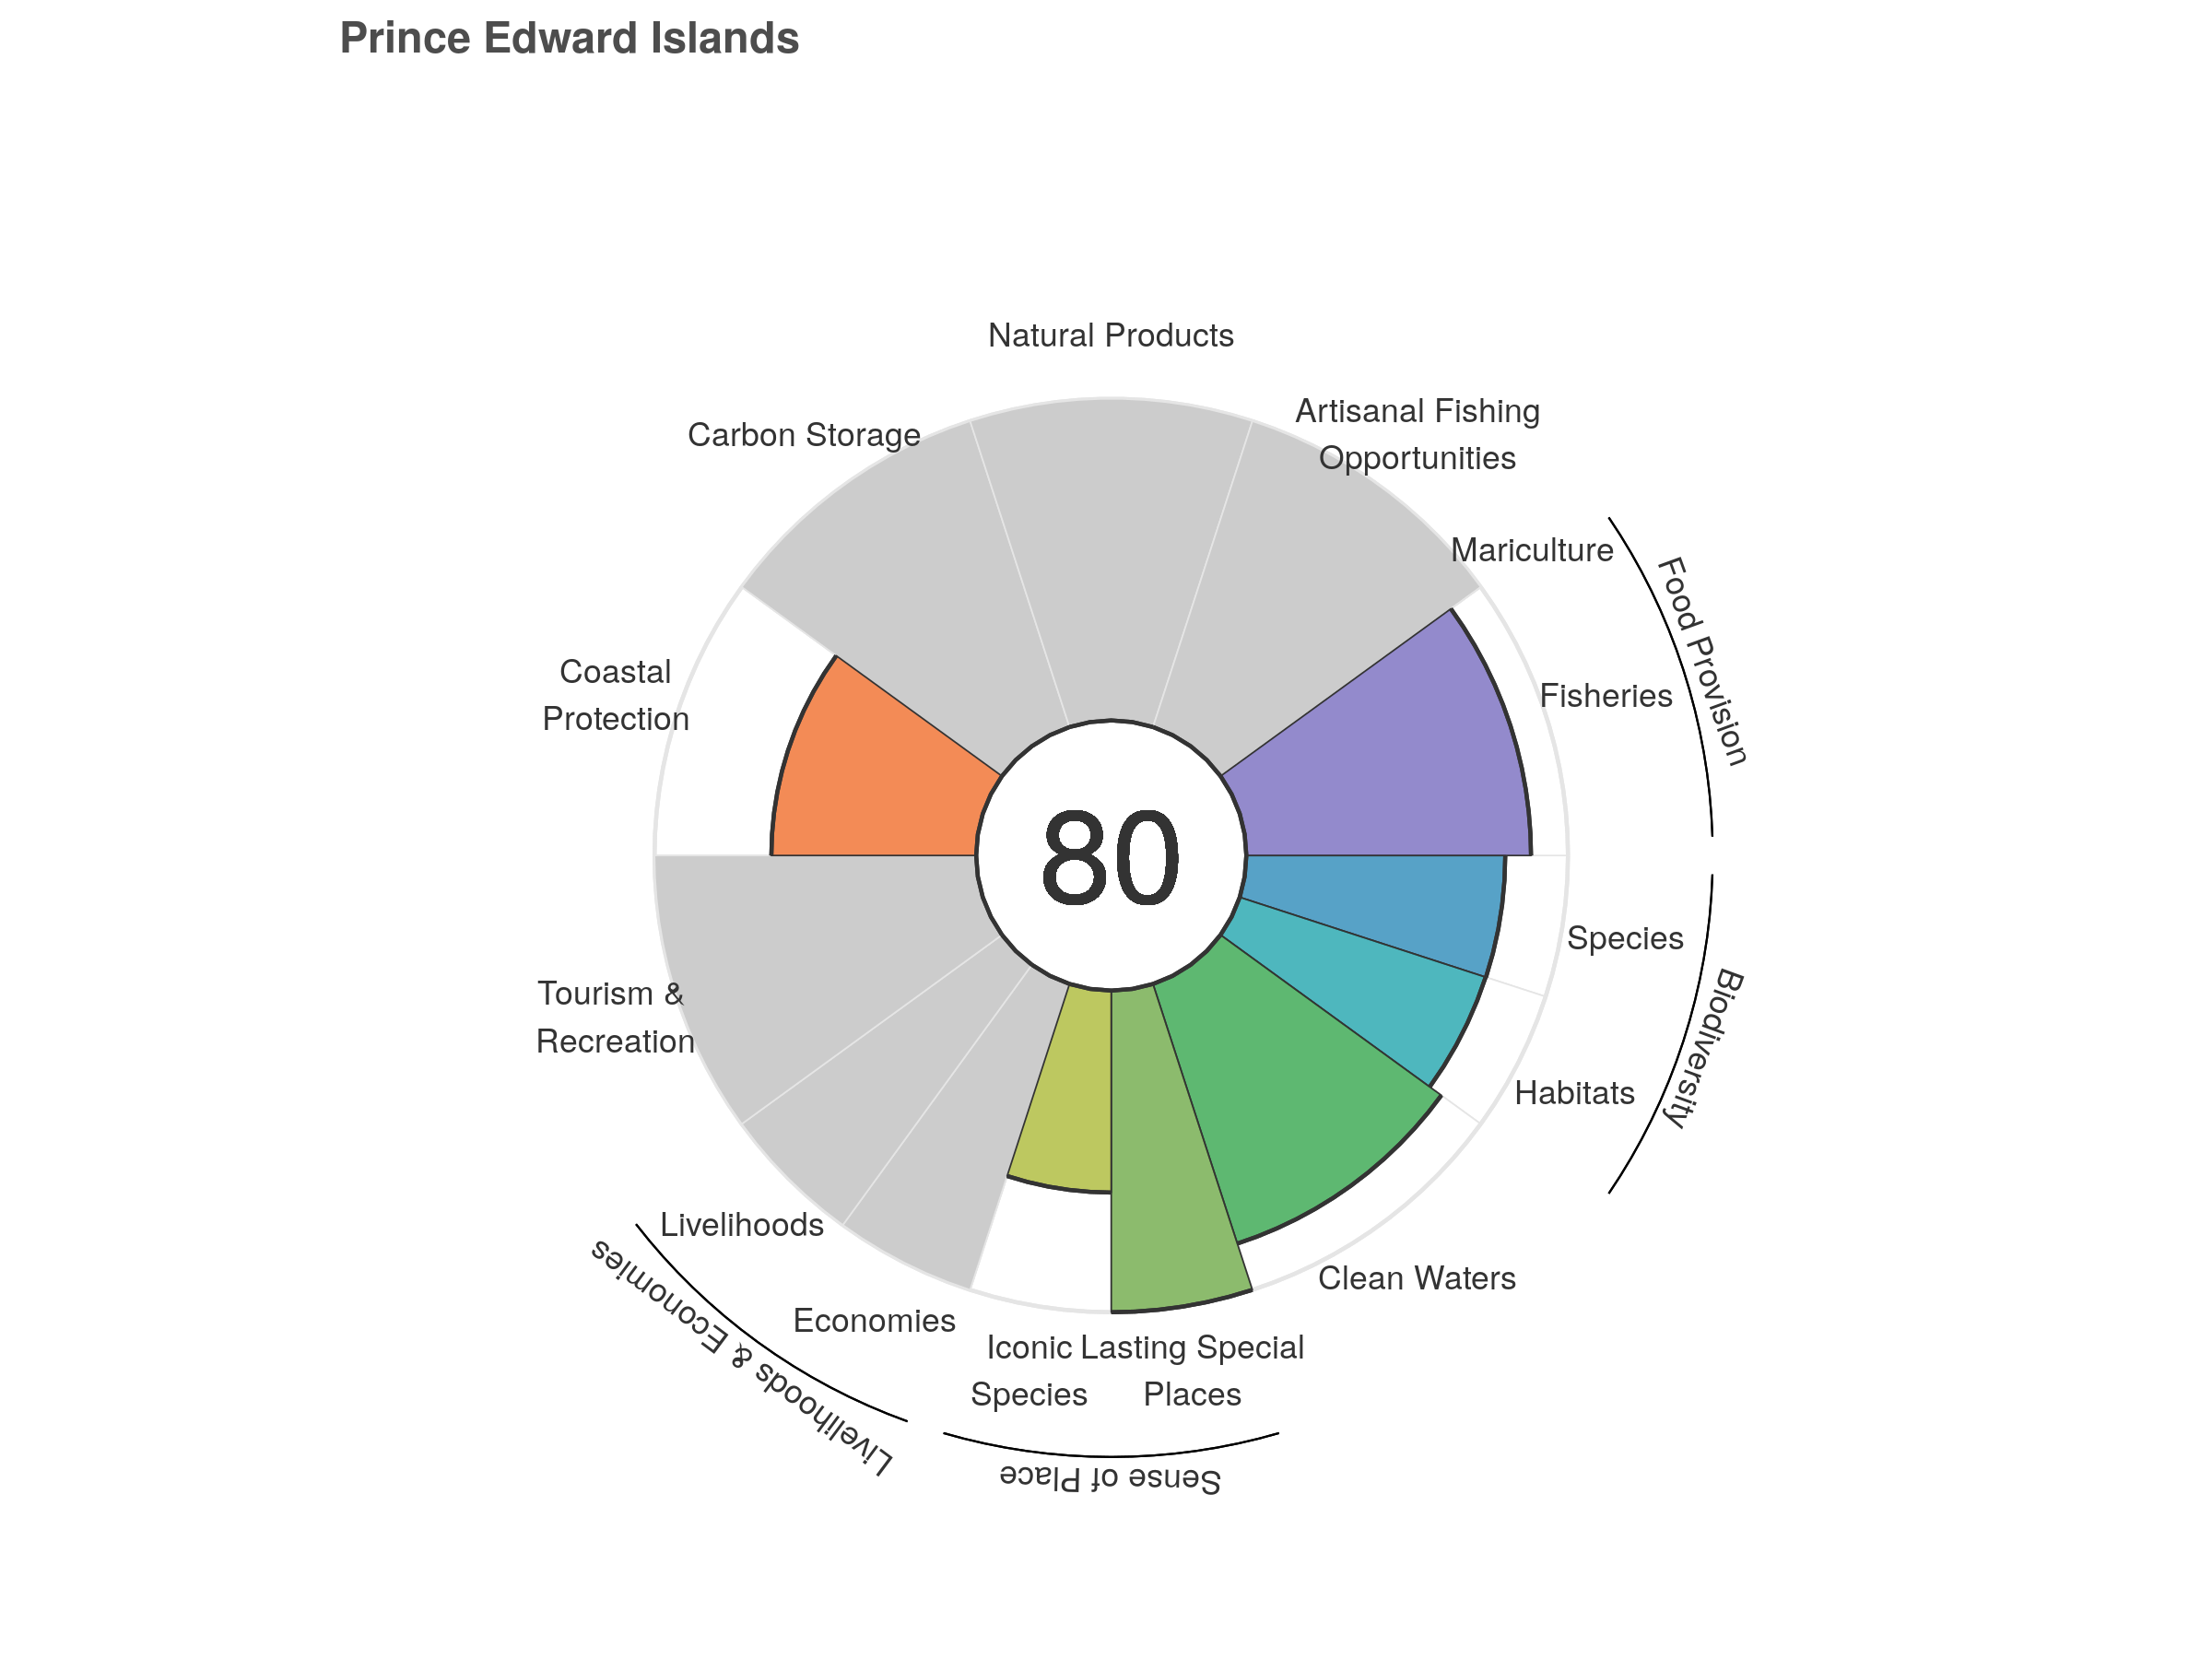 Prince Edward Islands
Natural Products
Artisanal Fishing
Opportunities
Carbon Storage
Mariculture
Food Provision
Coastal
Protection
Fisheries
80
Species
Biodiversity
Tourism &
Recreation
Habitats
Livelihoods
Livelihoods & Economies
Clean Waters
Economies
Iconic
Species
Lasting Special
Places
Sense of Place